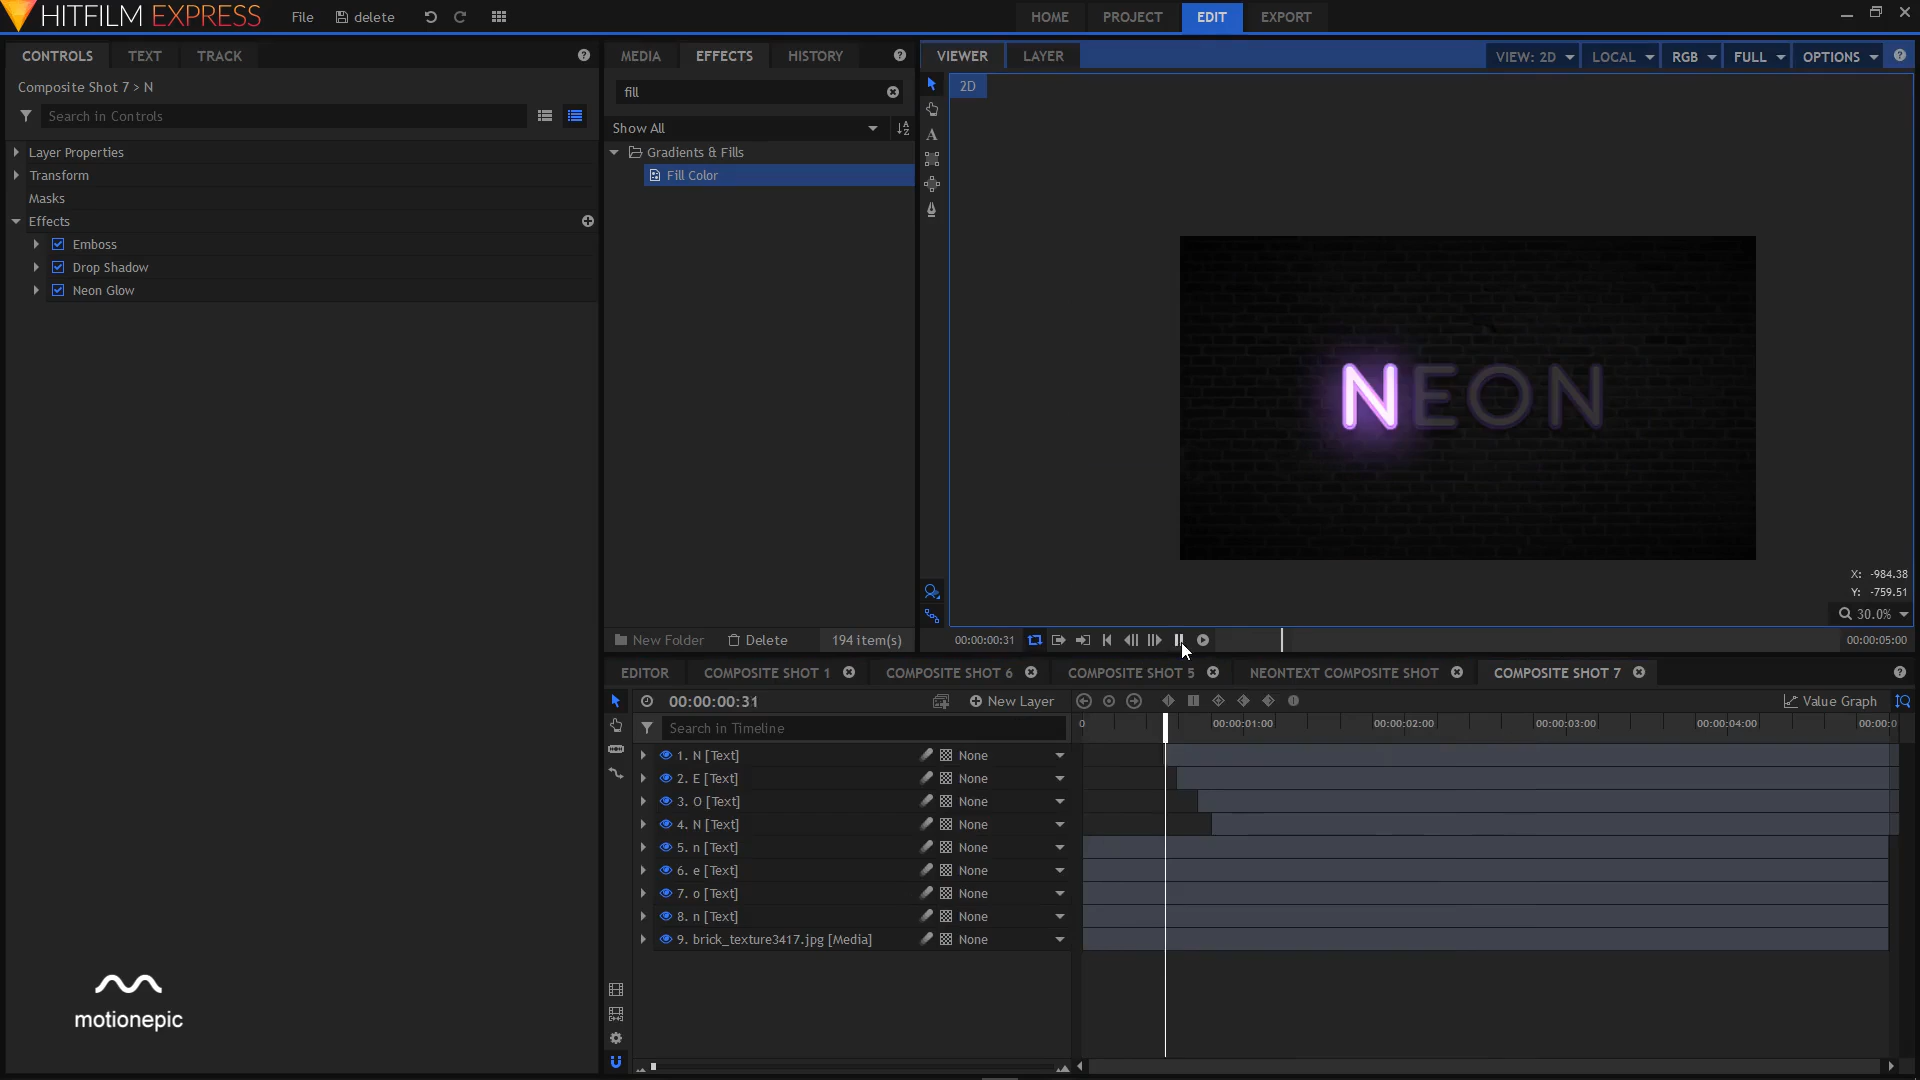 HITFILM EXPRESS
File
delete
HOME
PROJECT
EDIT
EXPORT
CONTROLS
TEXT
TRACK
Composite Shot 7 > N
Search in Controls
Layer Properties
Transform
Masks
Effects
Emboss
Drop Shadow
Neon Glow
motionepic
MEDIA
EFFECTS
HISTORY
fill
Show All
Gradients & Fills
Fill Color
New Folder
Delete
194 item(s)
VIEWER
LAYER
VIEW: 2D
LOCAL
RGB
FULL
OPTIONS
2D
A
NEON
X: -984.38
Y: -759.51
30.0%
00:00:00:31
00:00:05:00
EDITOR
COMPOSITE SHOT 1
COMPOSITE SHOT 6
COMPOSITE SHOT 5
NEONTEXT COMPOSITE SHOT
COMPOSITE SHOT 7
00:00:00:31
New Layer
Value Graph
Search in Timeline
0
00:00:01:00
00:00:02:00
00:00:03:00
00:00:04:00
00:00:0
1. N [Text] None
2. E [Text] None
3. O [Text] None
4. N [Text] None
5. n [Text] None
6. e [Text] None
7. o [Text] None
8. n [Text] None
9. brick_texture3417.jpg [Media] None